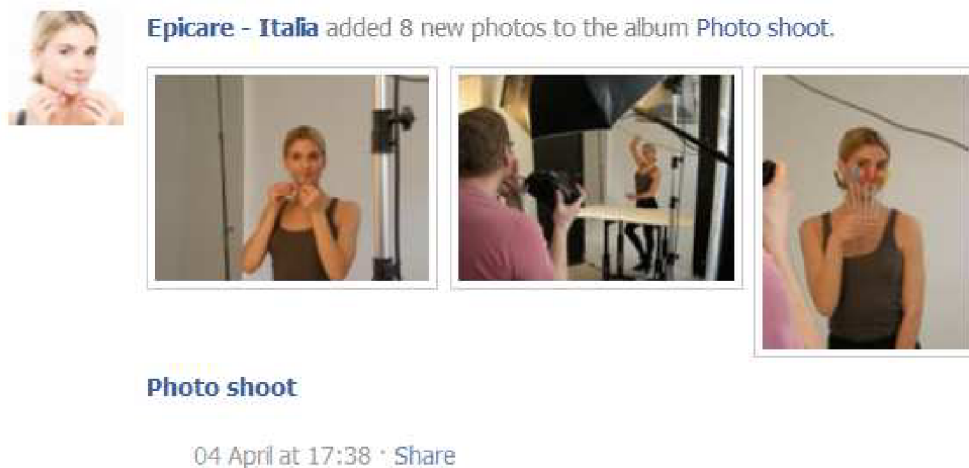 Epicare - Italia added 8 new photos to the album Photo shoot.
Photo shoot
04 April at 17:38 · Share